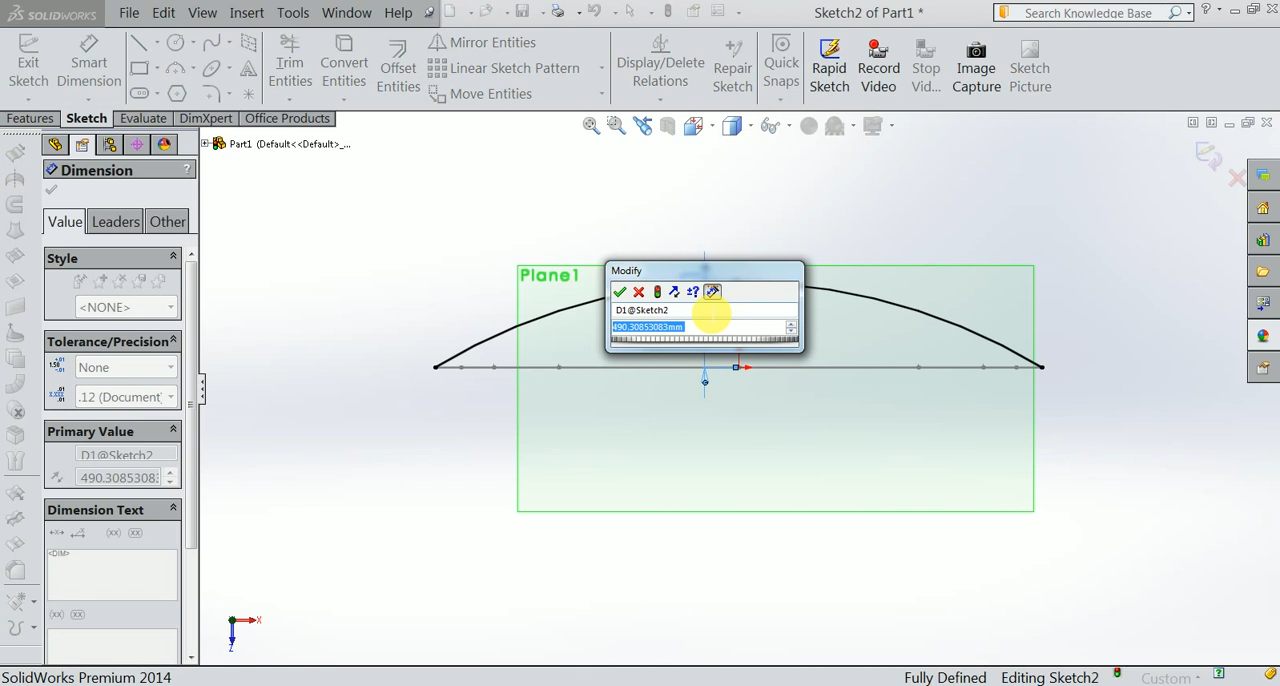 SOLIDWORKS File Edit View Insert Tools Window Help Sketch2 of Part1 * Search Knowledge Base ?
Exit Sketch
Smart Dimension
Trim Entities
Convert Entities
Offset Entities
Mirror Entities
Linear Sketch Pattern
Move Entities
Display/Delete Relations
Repair Sketch
Quick Snaps
Rapid Sketch
Record Video
Stop Vid...
Image Capture
Sketch Picture
Features Sketch Evaluate DimXpert Office Products
Part1 (Default<<Default>_...
Dimension ?
Value Leaders Other
Style
<NONE>
Tolerance/Precision
None
.12 (Document)
Primary Value
D1@Sketch2
490.3085308:
Dimension Text
(xx)
<DIM>
(xx)
Plane1
Modify
±?
D1@Sketch2
490.30853083mm
X
Z
SolidWorks Premium 2014 Fully Defined Editing Sketch2 Custom ?